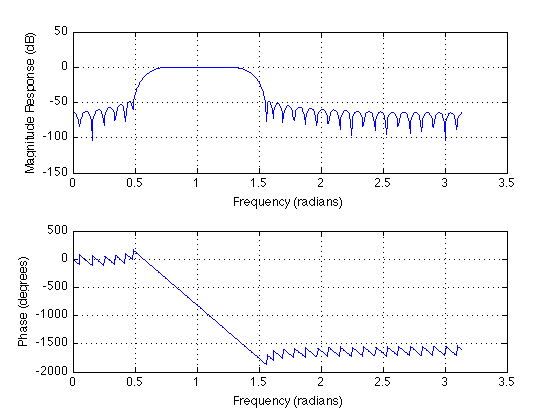 50
0
-50
-100
-150
Magnitude Response (dB)
0 0.5 1 1.5 2 2.5 3 3.5
Frequency (radians)
500
0
-500
-1000
-1500
-2000
Phase (degrees)
0 0.5 1 1.5 2 2.5 3 3.5
Frequency (radians)